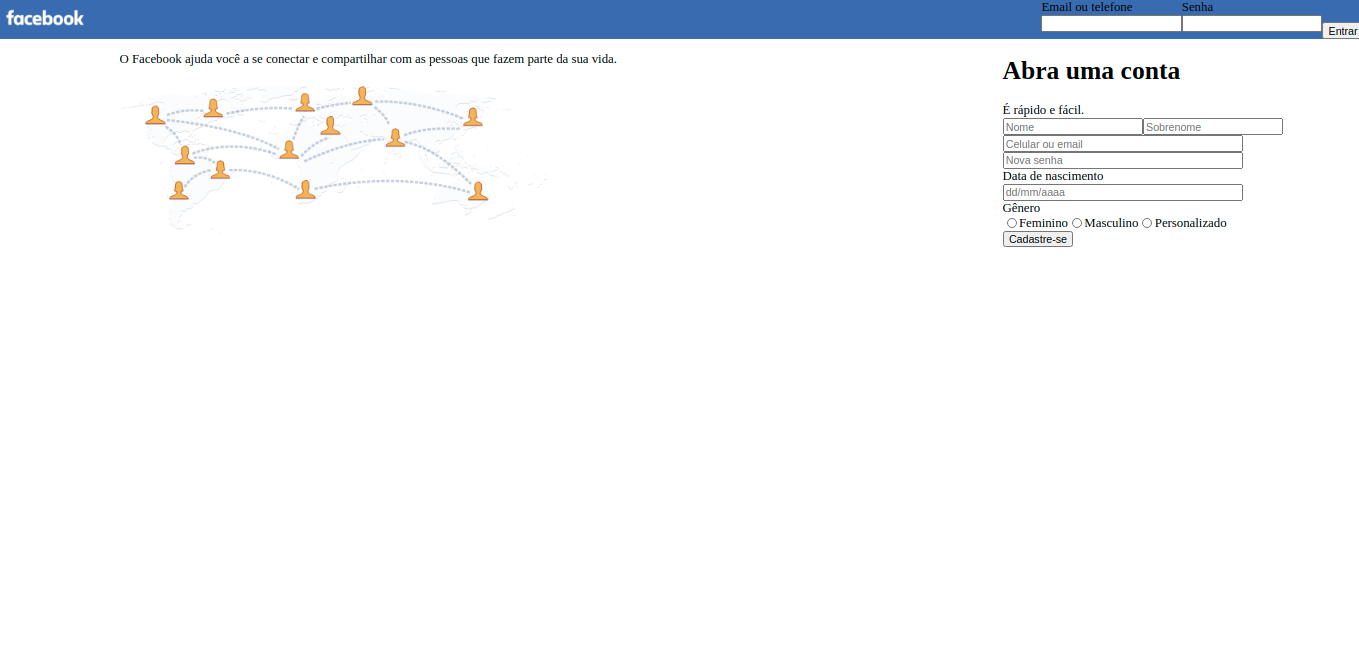 facebook
Email ou telefone Senha
Entrar
O Facebook ajuda você a se conectar e compartilhar com as pessoas que fazem parte da sua vida.
Abra uma conta
É rápido e fácil.
Nome Sobrenome
Celular ou email
Nova senha
Data de nascimento
dd/mm/aaaa
Gênero
Feminino Masculino Personalizado
Cadastre-se